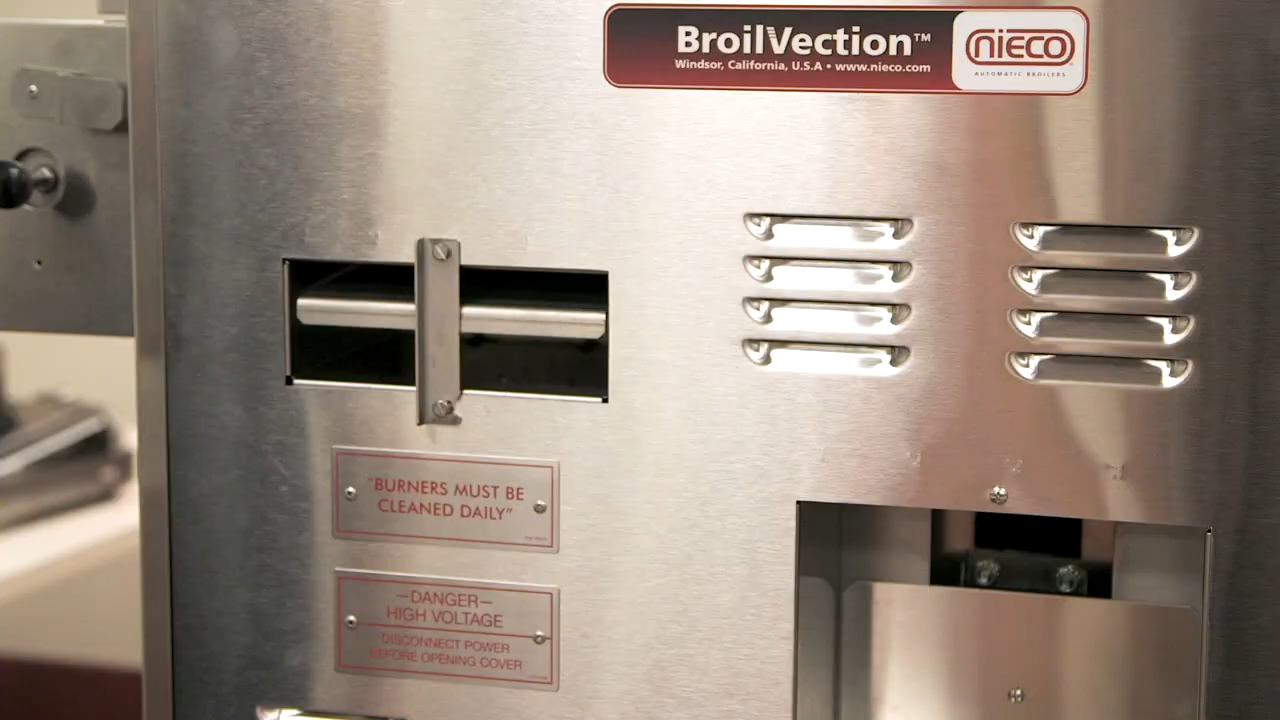 BroilVection™
Windsor, California, U.S.A • www.nieco.com
NIECO
AUTOMATIC BROILERS
"BURNERS MUST BE
CLEANED DAILY"
—DANGER—
HIGH VOLTAGE
DISCONNECT POWER
BEFORE OPENING COVER